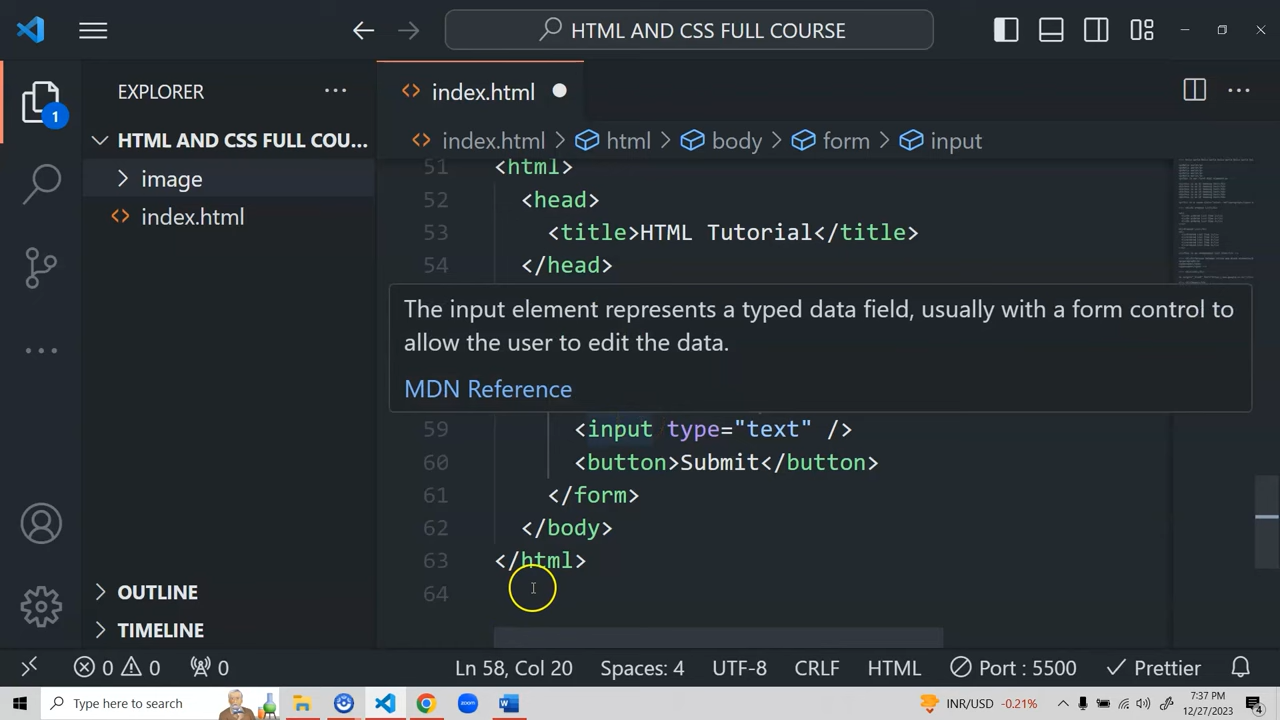 HTML AND CSS FULL COURSE
1
EXPLORER
index.html
HTML AND CSS FULL COU...
index.html > html > body > form > input
image
index.html
51 <html>
52 <head>
53 <title>HTML Tutorial</title>
54 </head>
The input element represents a typed data field, usually with a form control to
allow the user to edit the data.
MDN Reference
59 <input type="text" />
60 <button>Submit</button>
61 </form>
62 </body>
63 </html>
64
OUTLINE
TIMELINE
0 0 0 Ln 58, Col 20 Spaces: 4 UTF-8 CRLF HTML Port : 5500 Prettier
Type here to search zoom INR/USD -0.21% 7:37 PM
12/27/2023 4